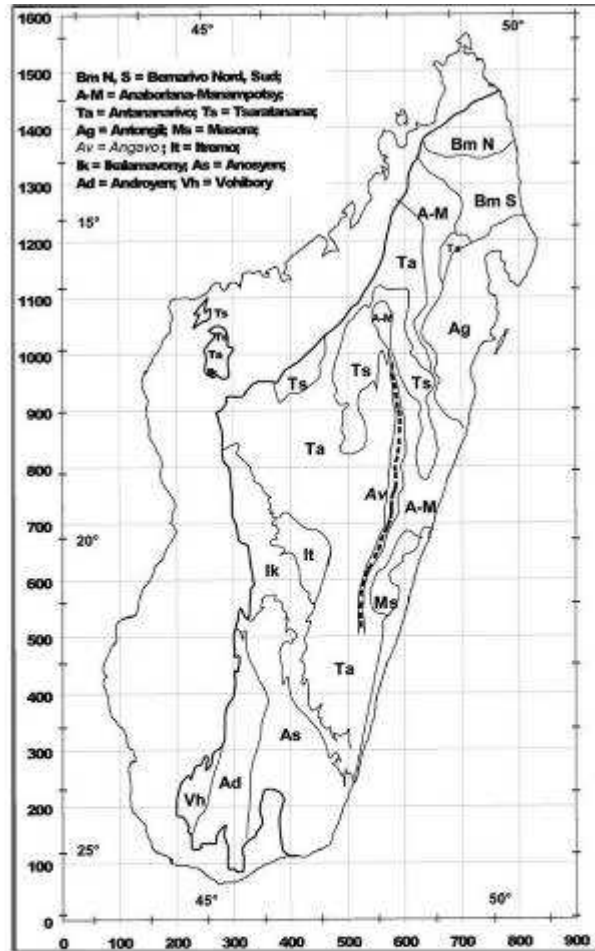 45°
50°
1600
1500
1400
1300
1200
1100
1000
900
800
700
600
500
400
300
200
100
0
Bm N, S = Bemarivo Nord, Sud;
A-M = Anaboriana-Manampotsy;
Ta = Antananarivo; Ts = Tsaratanana;
Ag = Antongil; Ms = Masora;
Av = Angavo; It = Itremo;
Ik = Ikalamavony; As = Anosyen;
Ad = Androyen; Vh = Vohibory
Bm N
Bm S
A-M
15°
Ta
Ta
Ts
Ts
Ta
A-M
Ag
Ts
Ts
Ts
Ta
Av
A-M
20°
It
Ik
Ms
Ta
As
Ad
Vh
25°
45°
50°
0 100 200 300 400 500 600 700 800 900